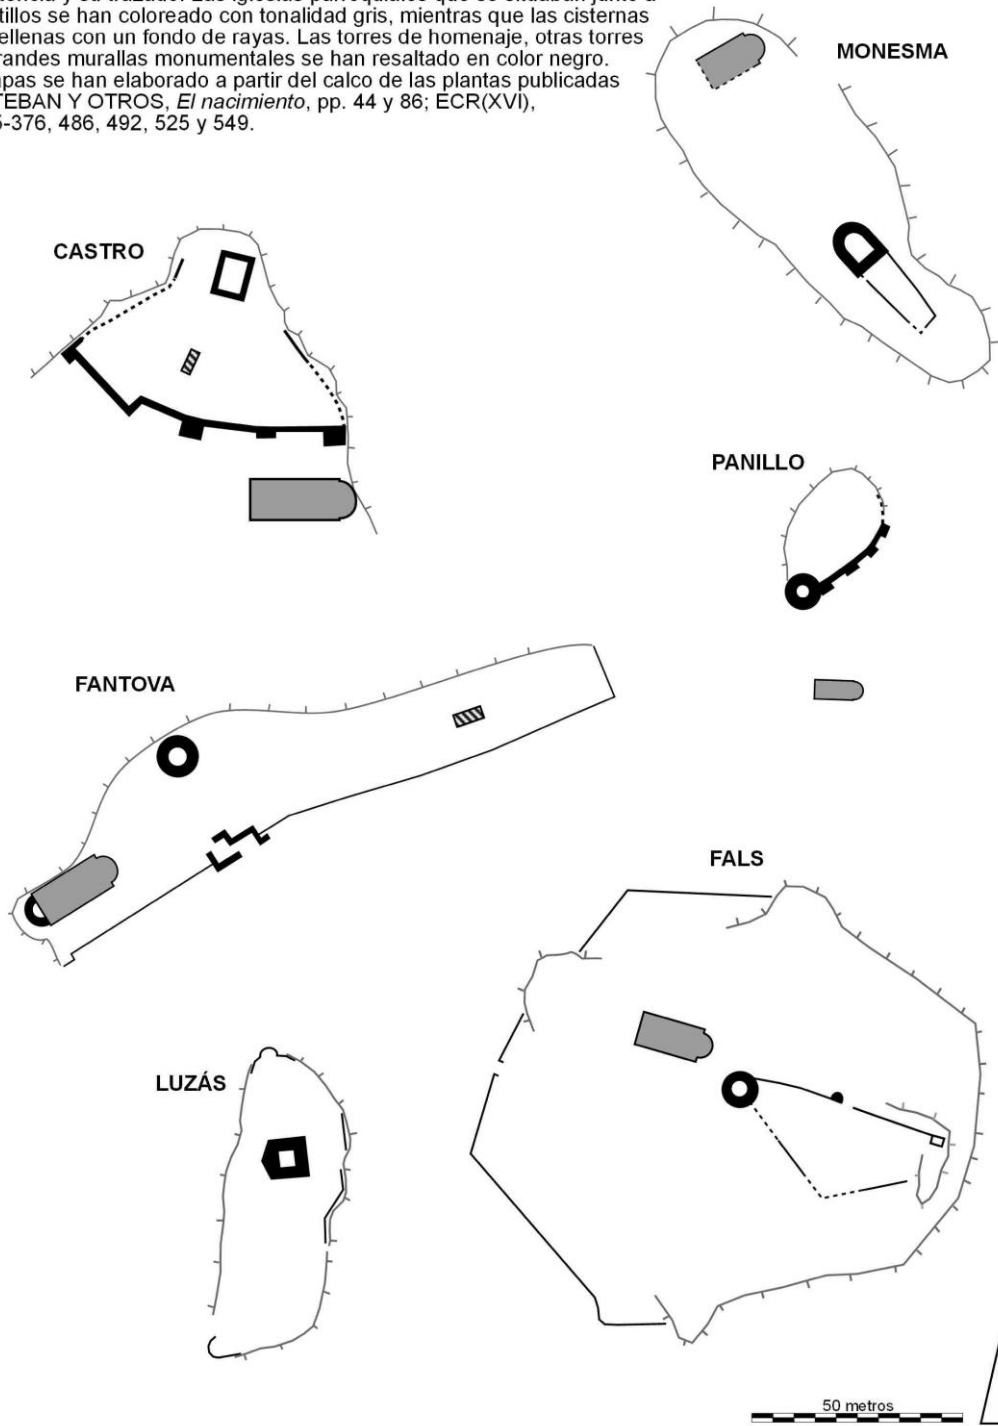 tillos se han coloreado con tonalidad gris, mientras que las cisternas
ellenas con un fondo de rayas. Las torres de homenaje, otras torres
randes murallas monumentales se han resaltado en color negro.
pas se han elaborado a partir del calco de las plantas publicadas
TEBAN Y OTROS, El nacimiento, pp. 44 y 86; ECR(XVI),
5-376, 486, 492, 525 y 549.
MONESMA
CASTRO
PANILLO
FANTOVA
FALS
LUZÁS
50 metros